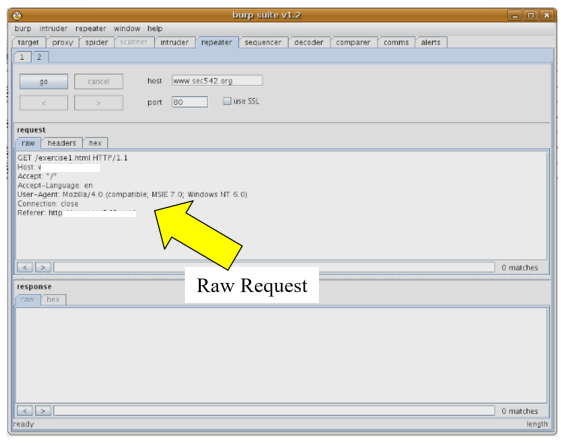 burp suite v1.2
burp intruder repeater window help
target proxy spider scanner intruder repeater sequencer decoder comparer comms alerts
1 2
go cancel host www.sec542.org
< > port 80 use SSL
request
raw headers hex
GET /exercise1.html HTTP/1.1
Host:
Accept: */*
Accept-Language: en
User-Agent: Mozilla/4.0 (compatible; MSIE 7.0; Windows NT 6.0)
Connection: close
Referer: http
< > 0 matches
Raw Request
response
raw hex
< > 0 matches
ready length: